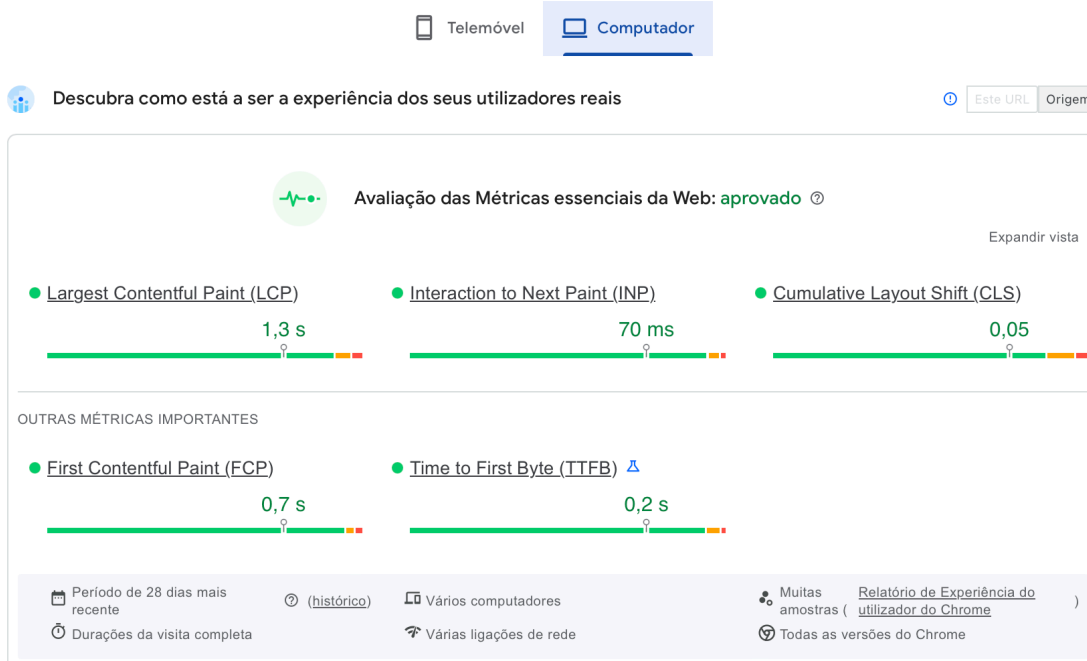 Telemóvel
Computador
Descubra como está a ser a experiência dos seus utilizadores reais
Este URL
Origem
Avaliação das Métricas essenciais da Web: aprovado
Expandir vista
Largest Contentful Paint (LCP)
1,3 s
Interaction to Next Paint (INP)
70 ms
Cumulative Layout Shift (CLS)
0,05
OUTRAS MÉTRICAS IMPORTANTES
First Contentful Paint (FCP)
0,7 s
Time to First Byte (TTFB)
0,2 s
Período de 28 dias mais
recente
(histórico)
Vários computadores
Muitas
amostras (
Relatório de Experiência do
utilizador do Chrome
)
Durações da visita completa
Várias ligações de rede
Todas as versões do Chrome